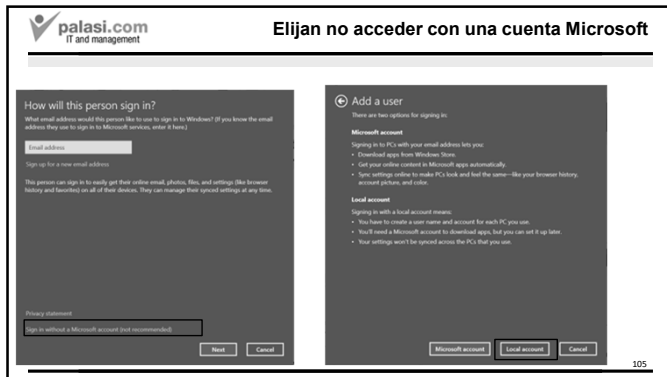 palasi.com
IT and management
Elijan no acceder con una cuenta Microsoft
How will this person sign in?
What email address would this person like to use to sign in to Windows? (If you know the email
address they use to sign in to Microsoft services, enter it here.)
Email address
Sign up for a new email address
This person can sign in to easily get their online email, photos, files, and settings (like browser
history and favorites) on all of their devices. They can manage their synced settings at any time.
Privacy statement
Sign in without a Microsoft account (not recommended)
Next
Cancel
Add a user
There are two options for signing in:
Microsoft account
Signing in to PCs with your email address lets you:
• Download apps from Windows Store.
• Get your online content in Microsoft apps automatically.
• Sync settings online to make PCs look and feel the same—like your browser history,
account picture, and color.
Local account
Signing in with a local account means:
• You have to create a user name and account for each PC you use.
• You'll need a Microsoft account to download apps, but you can set it up later.
• Your settings won't be synced across the PCs that you use.
Microsoft account
Local account
Cancel
105